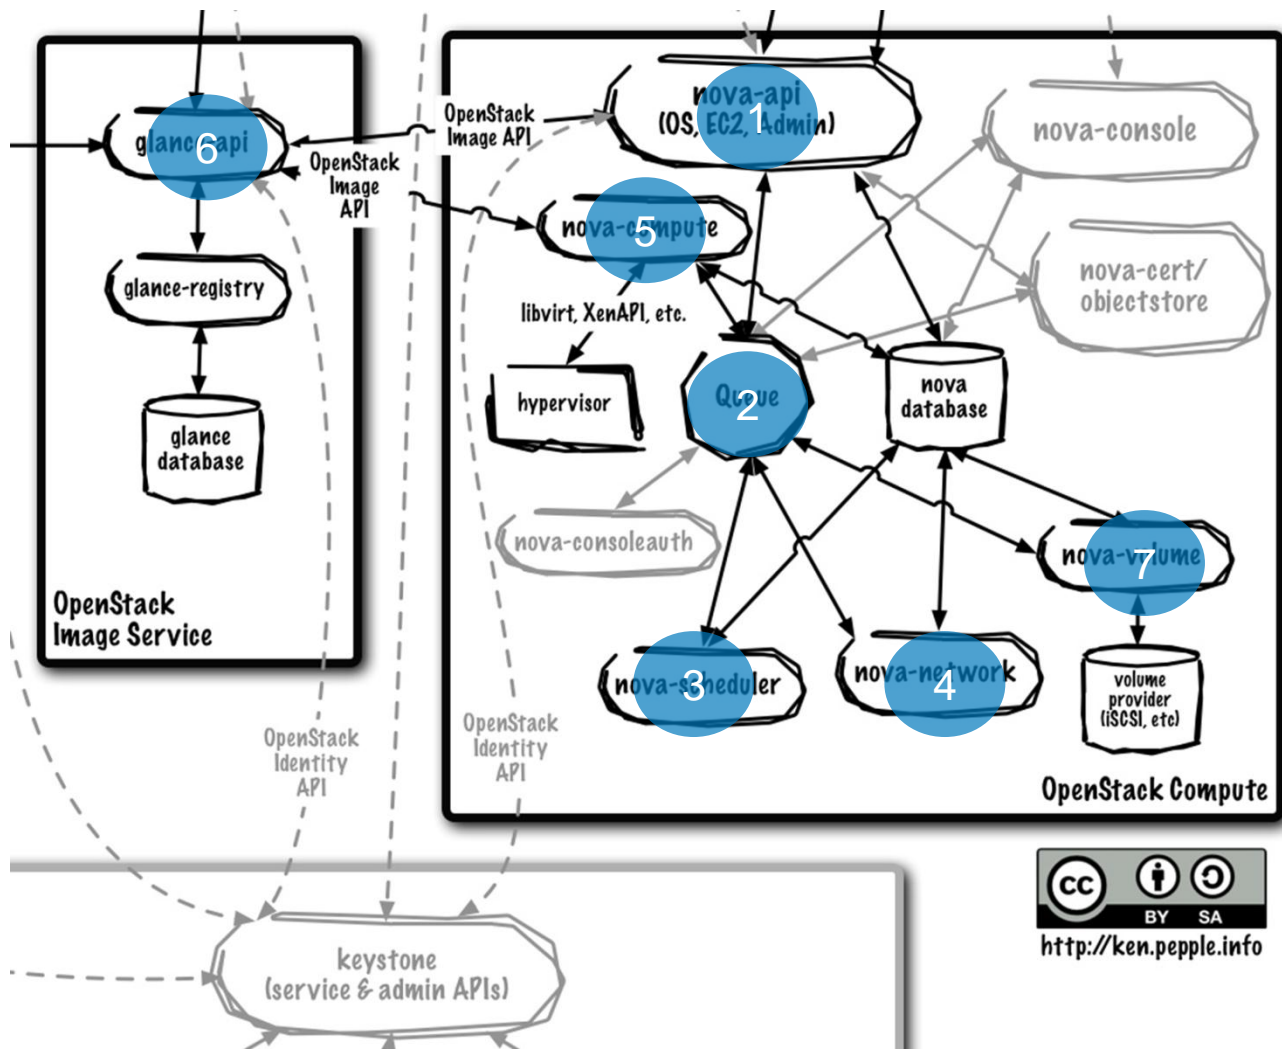 OpenStack
Image API
nova-api
(OS, EC2, Admin)
1
nova-console
glance-api
6
OpenStack
Image
API
nova-compute
5
nova-cert/
objectstore
glance-registry
libvirt, XenAPI, etc.
hypervisor
Queue
2
nova
database
glance
database
nova-consoleauth
nova-volume
7
OpenStack
Image Service
nova-scheduler
3
nova-network
4
volume
provider
(iSCSI, etc)
OpenStack
Identity
API
OpenStack
Identity
API
OpenStack Compute
cc
BY SA
http://ken.pepple.info
keystone
(service & admin APIs)